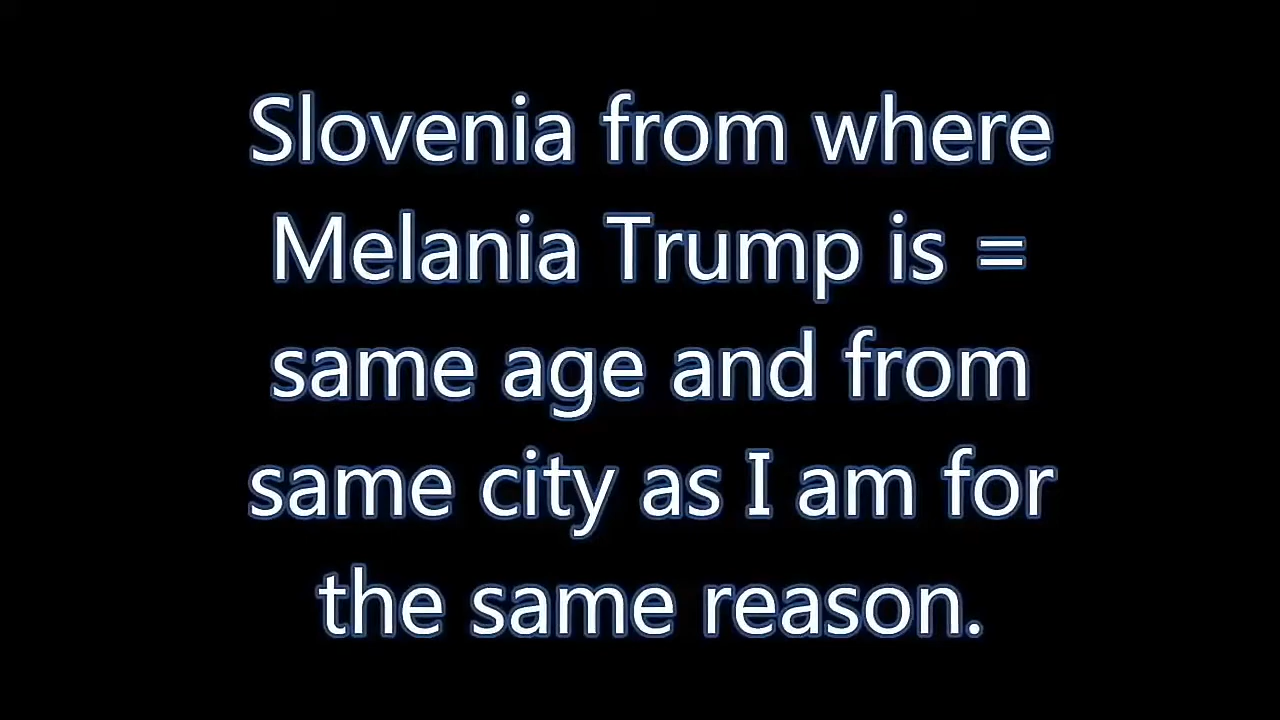 Slovenia from where
Melania Trump is =
same age and from
same city as I am for
the same reason.